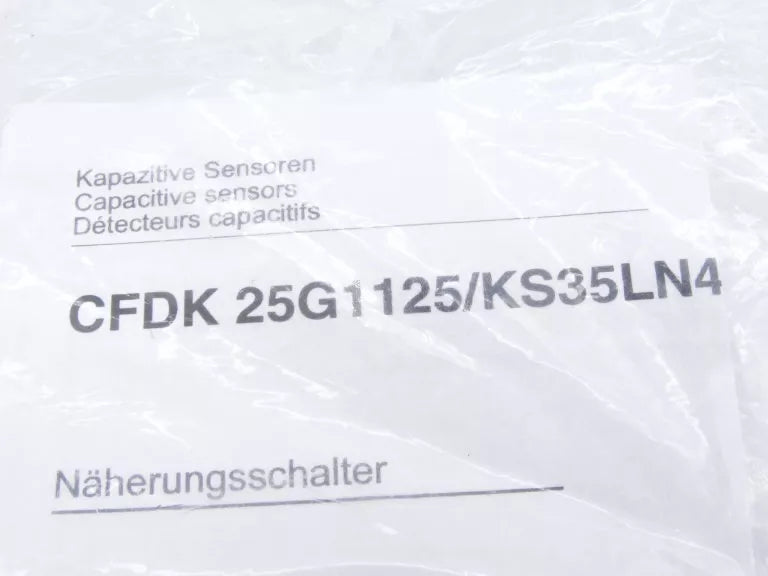 Kapazitive Sensoren
Capacitive sensors
Détecteurs capacitifs
CFDK 25G1125/KS35LN4
Näherungsschalter